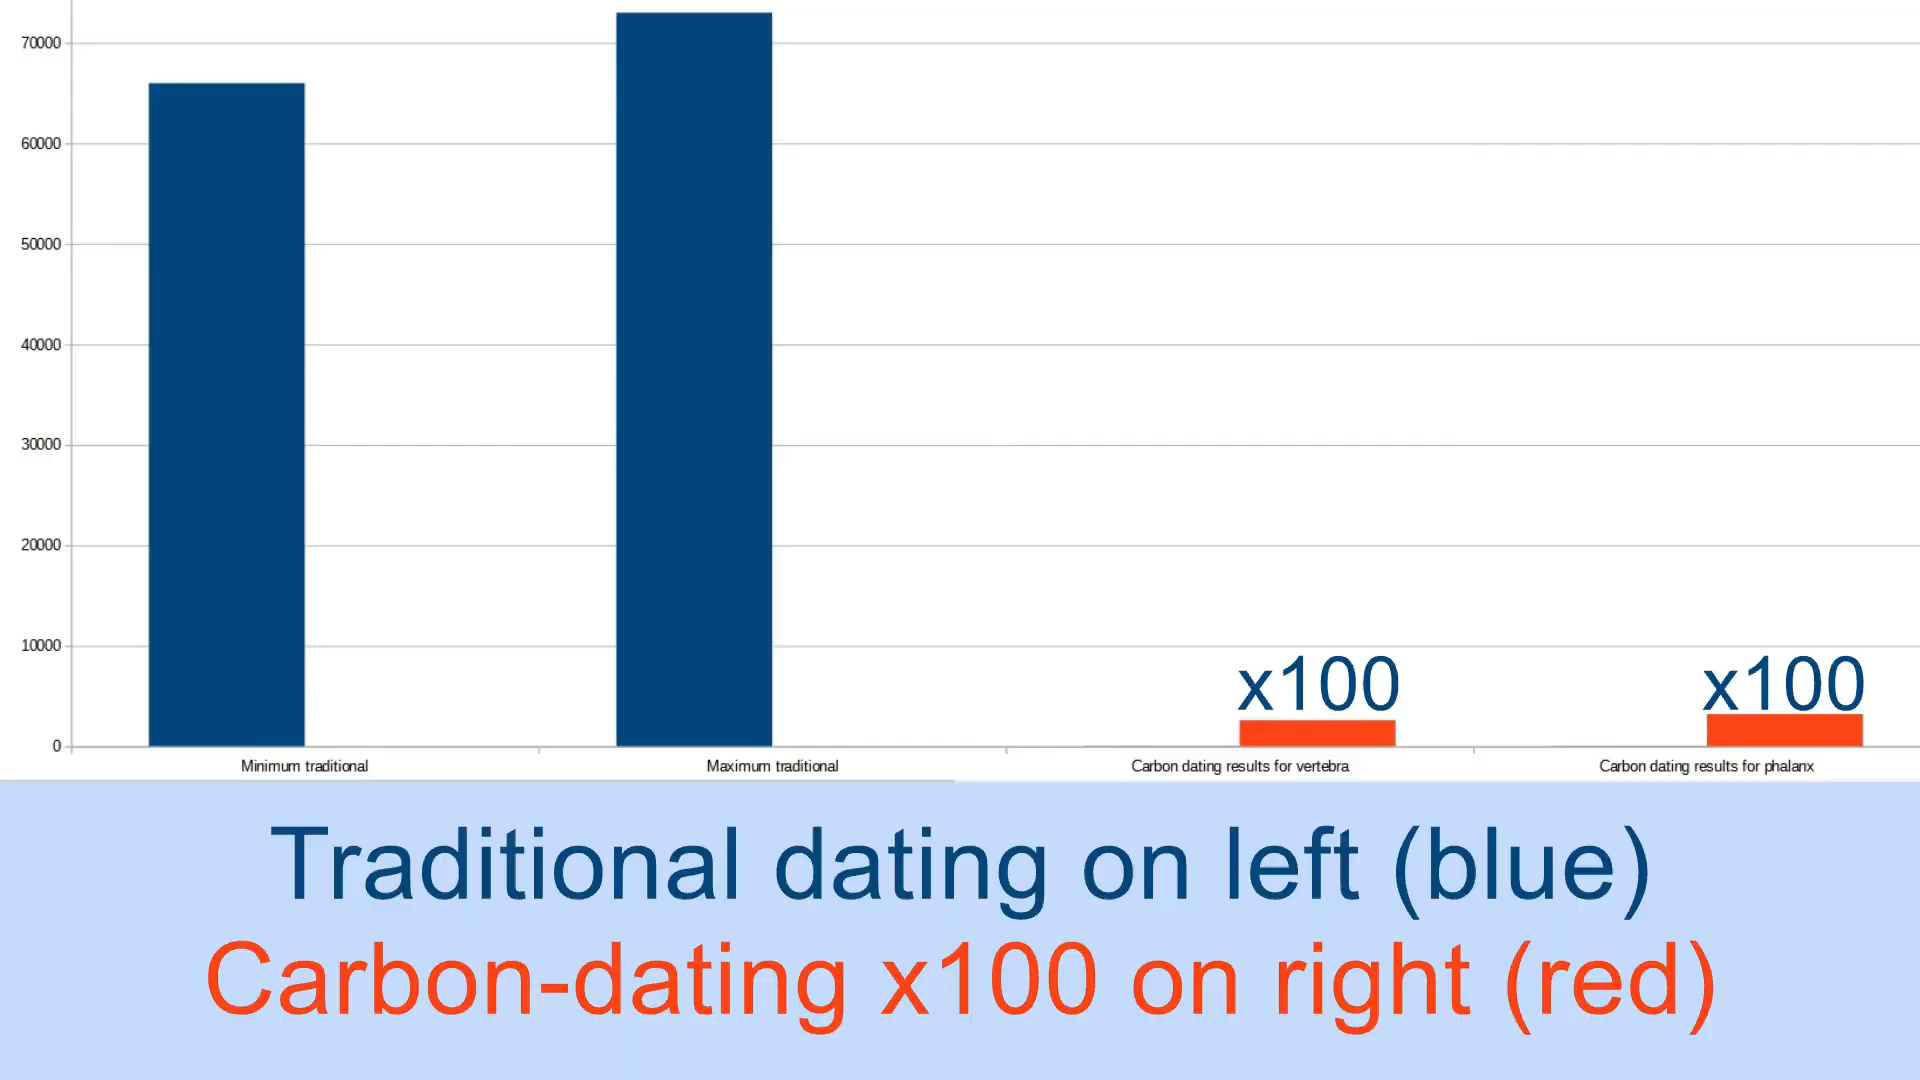 70000
60000
50000
40000
30000
20000
10000
x100 x100
0
Minimum traditional Maximum traditional Carbon dating results for vertebra Carbon dating results for phalanx
Traditional dating on left (blue)
Carbon-dating x100 on right (red)